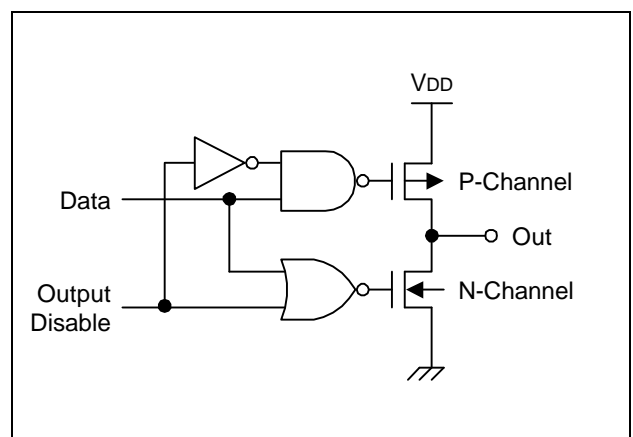 VDD
P-Channel
Data
Out
Output
Disable
N-Channel